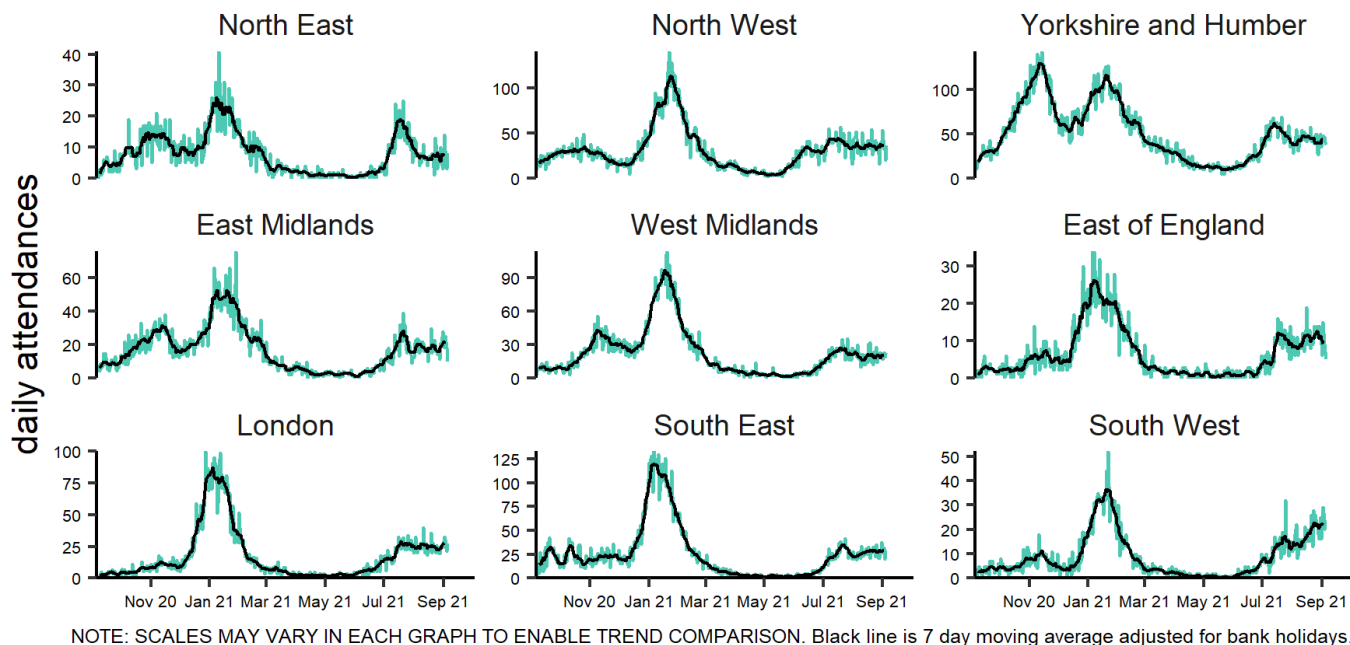 North East
North West
Yorkshire and Humber
40
30
20
10
0
100
50
0
100
50
0
daily attendances
East Midlands
West Midlands
East of England
60
40
20
0
90
60
30
0
30
20
10
0
London
South East
South West
100
75
50
25
0
125
100
75
50
25
0
50
40
30
20
10
0
Nov 20 Jan 21 Mar 21 May 21 Jul 21 Sep 21
Nov 20 Jan 21 Mar 21 May 21 Jul 21 Sep 21
Nov 20 Jan 21 Mar 21 May 21 Jul 21 Sep 21
NOTE: SCALES MAY VARY IN EACH GRAPH TO ENABLE TREND COMPARISON. Black line is 7 day moving average adjusted for bank holidays.